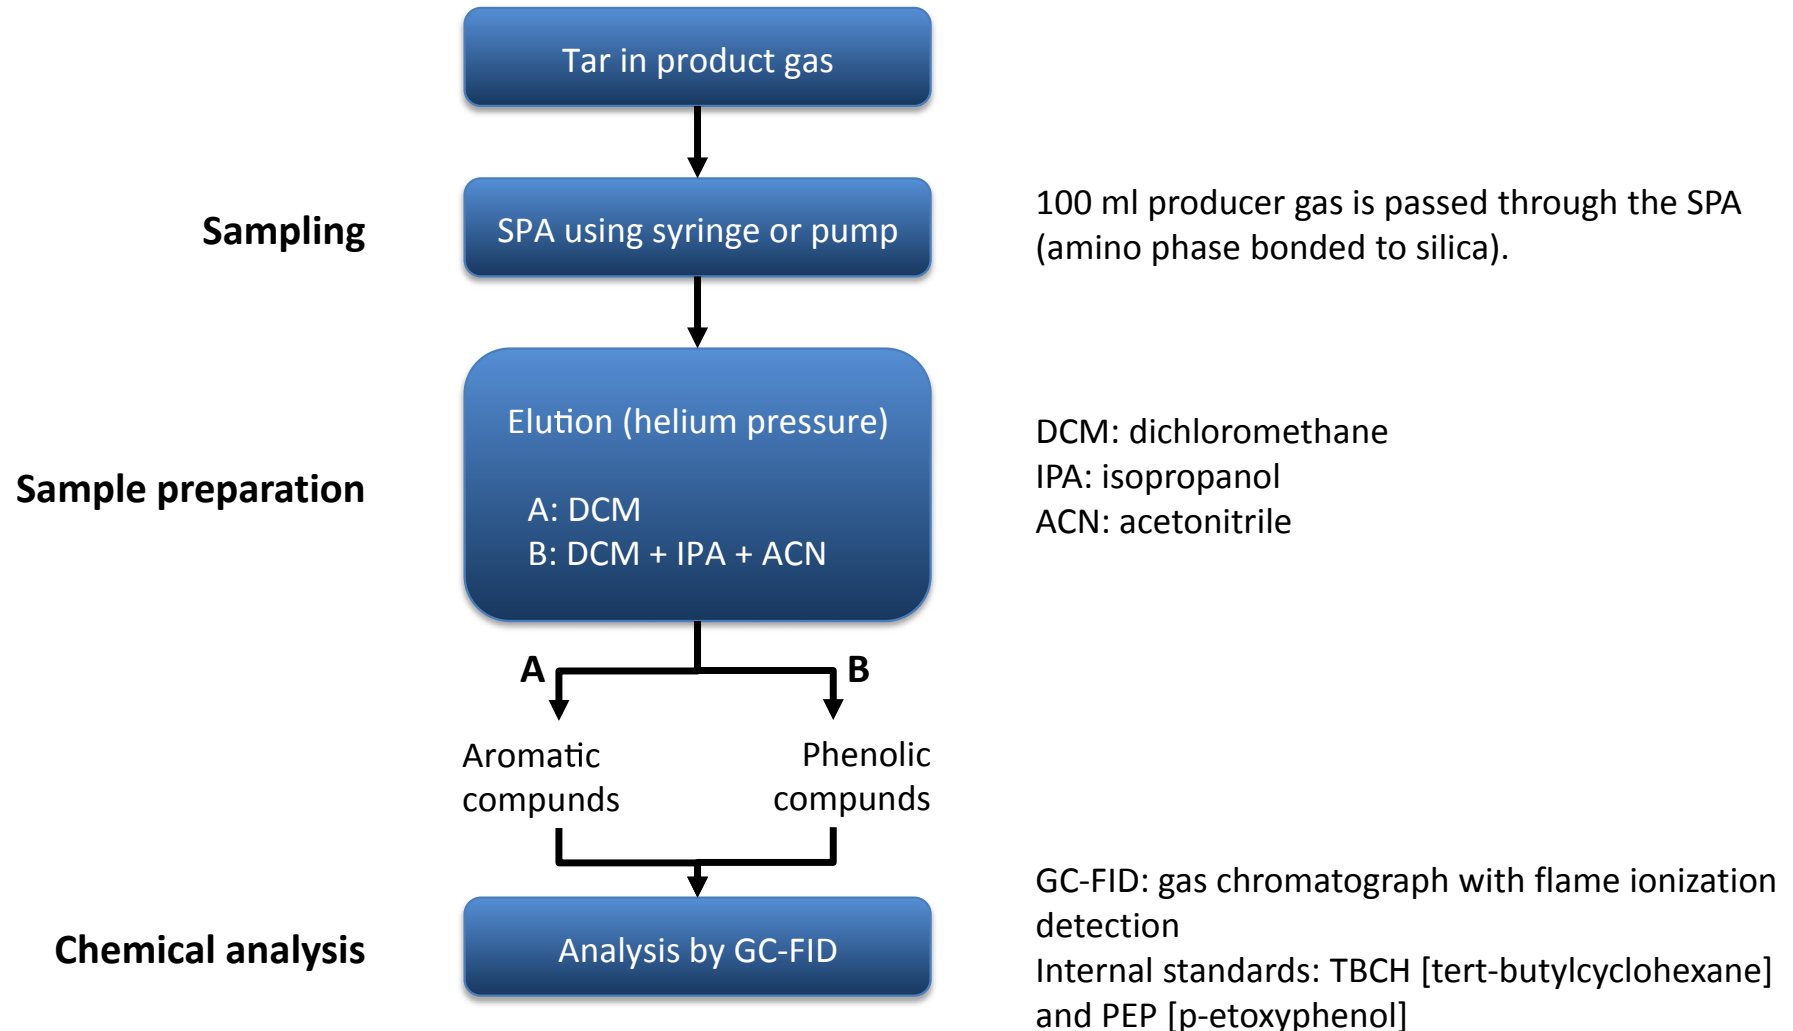 Tar in product gas
Sampling
SPA using syringe or pump
100 ml producer gas is passed through the SPA
(amino phase bonded to silica).
Sample preparation
Elution (helium pressure)
A: DCM
B: DCM + IPA + ACN
DCM: dichloromethane
IPA: isopropanol
ACN: acetonitrile
A
B
Aromatic
compunds
Phenolic
compunds
Chemical analysis
Analysis by GC-FID
GC-FID: gas chromatograph with flame ionization
detection
Internal standards: TBCH [tert-butylcyclohexane]
and PEP [p-etoxyphenol]